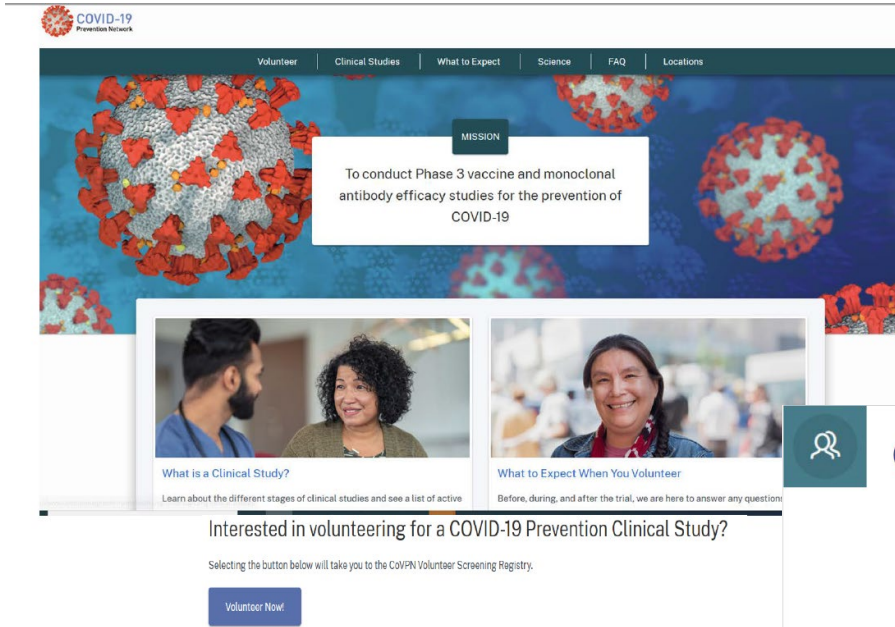 COVID-19
Prevention Network
Volunteer
Clinical Studies
What to Expect
Science
FAQ
Locations
MISSION
To conduct Phase 3 vaccine and monoclonal
antibody efficacy studies for the prevention of
COVID-19
What is a Clinical Study?
Learn about the different stages of clinical studies and see a list of active
What to Expect When You Volunteer
Before, during, and after the trial, we are here to answer any questions
Interested in volunteering for a COVID-19 Prevention Clinical Study?
Selecting the button below will take you to the CoVPN Volunteer Screening Registry.
Volunteer Now!